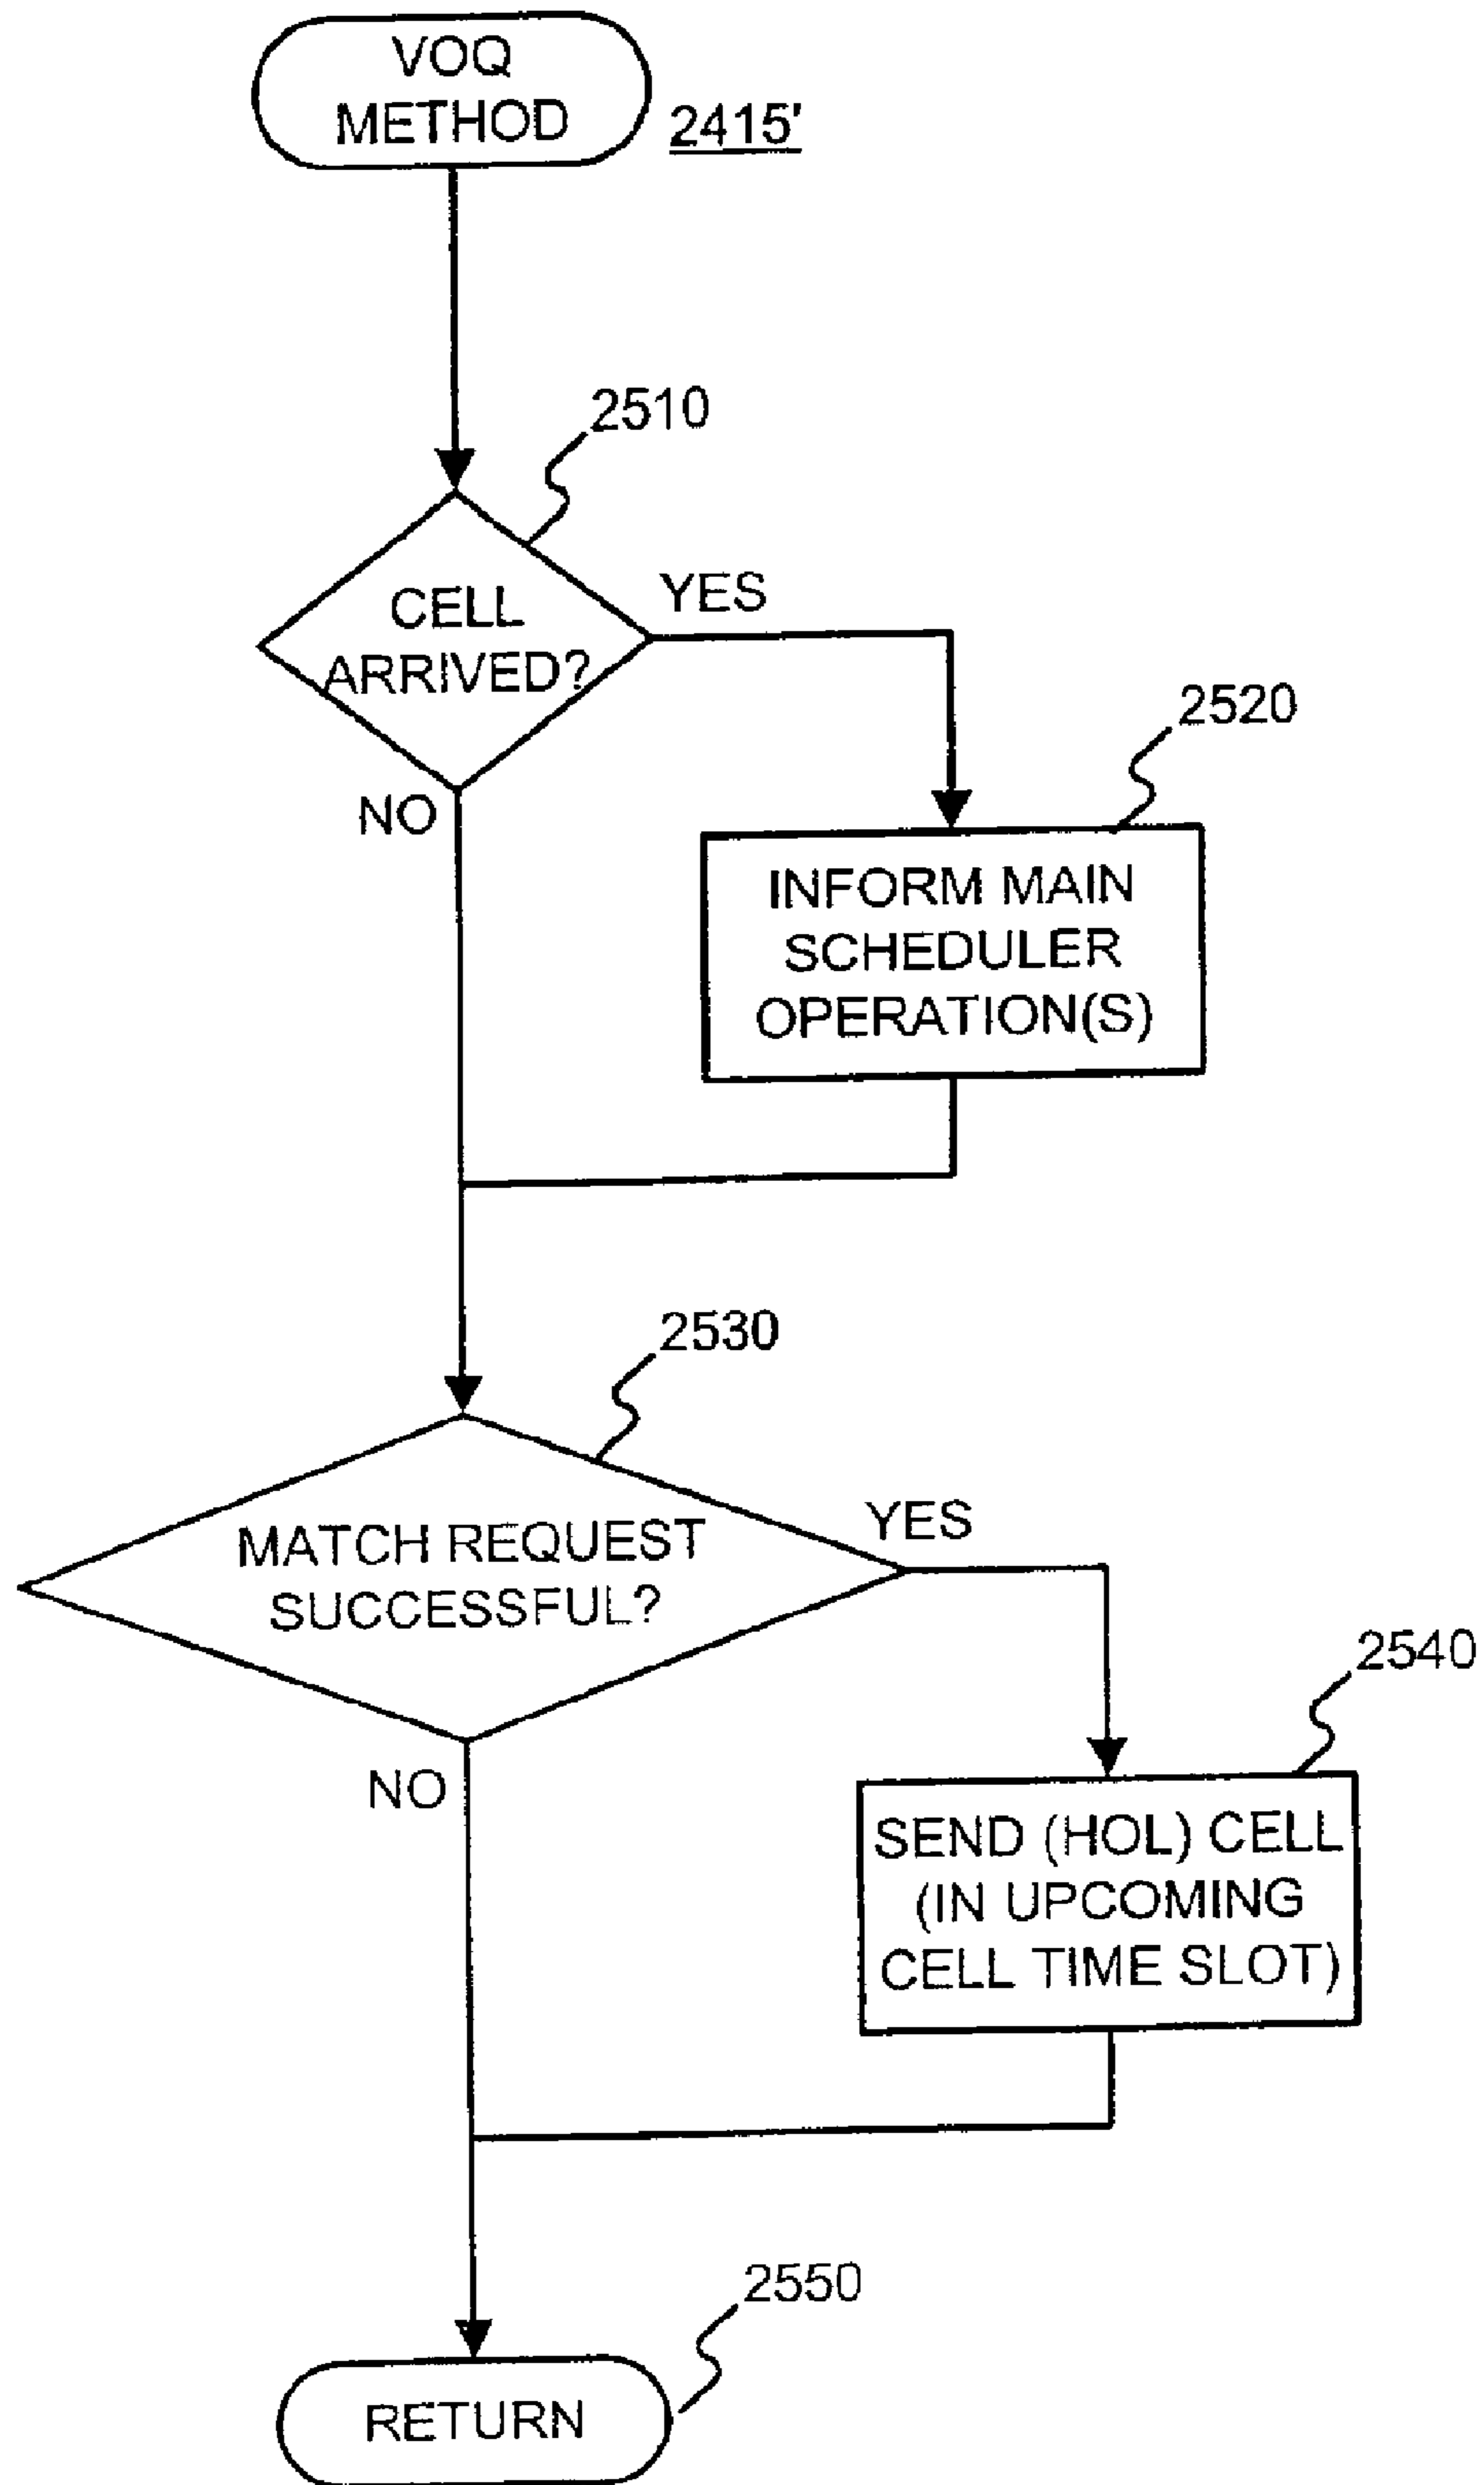 VOQ
METHOD
2415'
2510
CELL
ARRIVED?
YES
NO
2520
INFORM MAIN
SCHEDULER
OPERATION(S)
2530
MATCH REQUEST
SUCCESSFUL?
YES
NO
2540
SEND (HOL) CELL
(IN UPCOMING
CELL TIME SLOT)
2550
RETURN